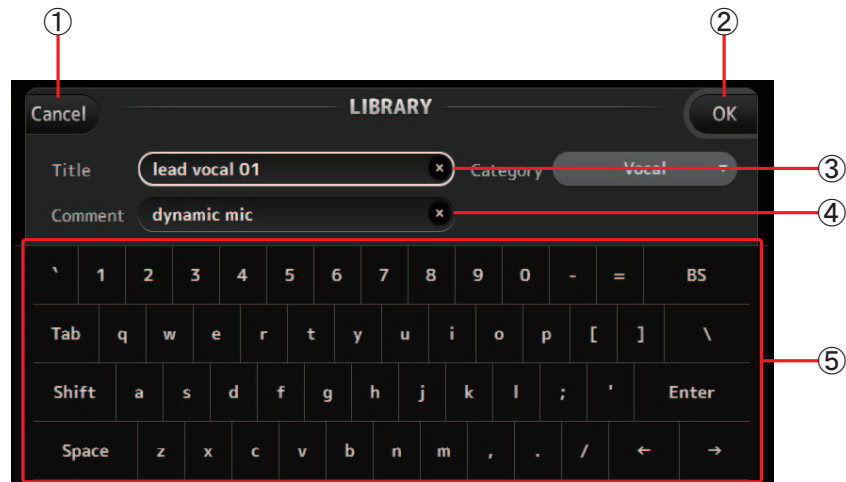 ① ②
Cancel LIBRARY OK
Title lead vocal 01 × Category Vocal ③
Comment dynamic mic × ④
` 1 2 3 4 5 6 7 8 9 0 - = BS
Tab q w e r t y u i o p [ ] \
⑤
Shift a s d f g h j k l ; ' Enter
Space z x c v b n m , . / ← →